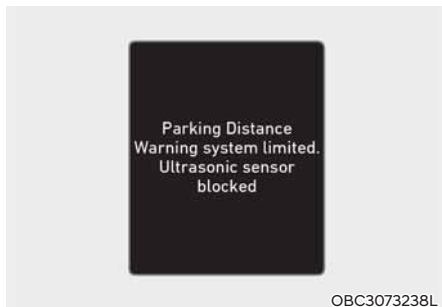 Parking Distance
Warning system limited.
Ultrasonic sensor
blocked
OBC3073238L